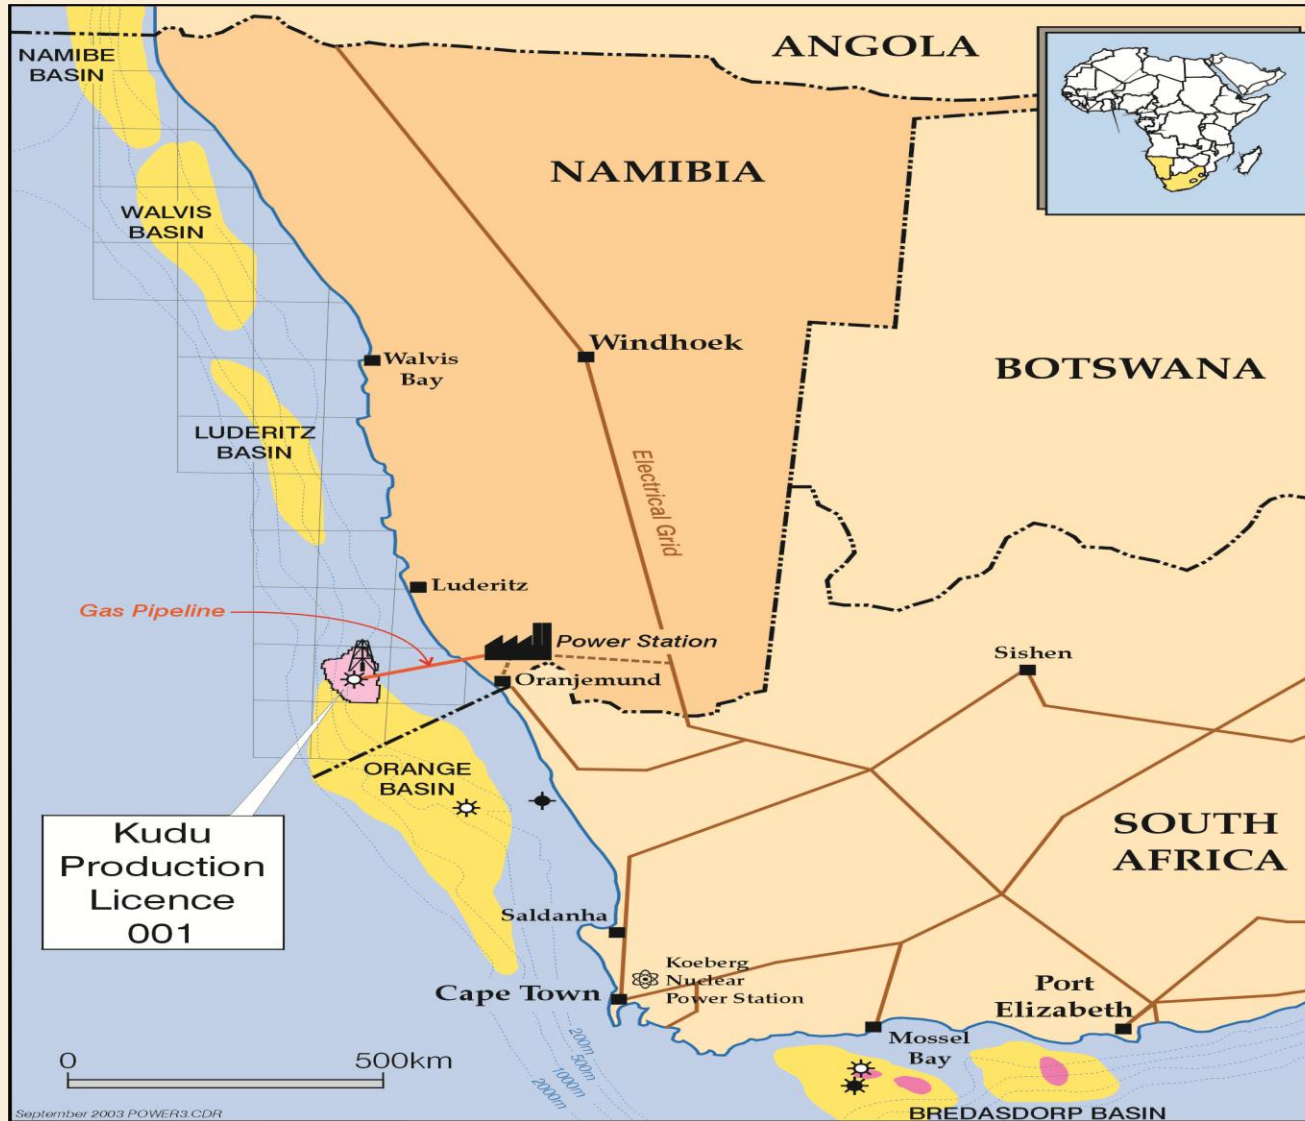 ANGOLA
NAMIBE
BASIN
NAMIBIA
WALVIS
BASIN
Windhoek
Walvis
Bay
BOTSWANA
LUDERITZ
BASIN
Electrical Grid
Luderitz
Gas Pipeline
Power Station
Sishen
Oranjemund
ORANGE
BASIN
Kudu
Production
Licence
001
SOUTH
AFRICA
Saldanha
Koeberg
Nuclear
Power Station
Cape Town
Port
Elizabeth
Mossel
Bay
200m
500m
1000m
2000m
0 500km
BREDASDORP BASIN
September 2003 POWER3.CDR